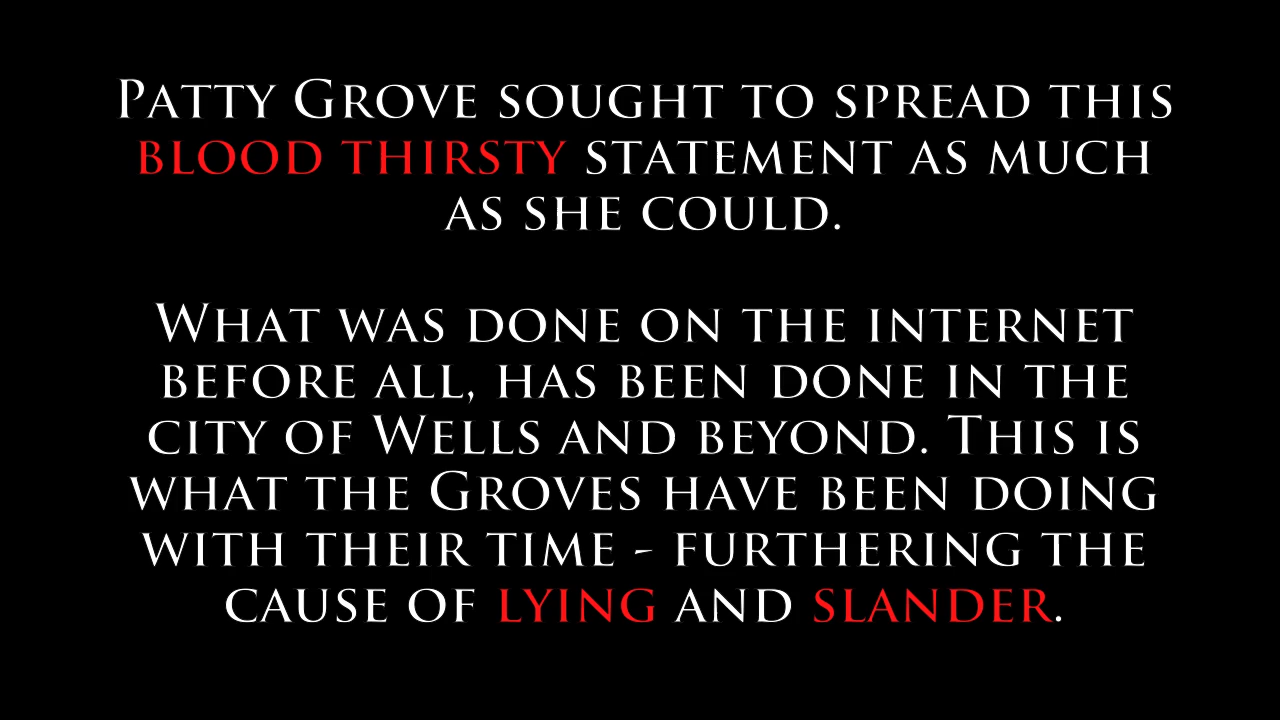 Patty Grove sought to spread this
blood thirsty statement as much
as she could.
What was done on the internet
before all, has been done in the
city of Wells and beyond. This is
what the Groves have been doing
with their time - furthering the
cause of lying and slander.